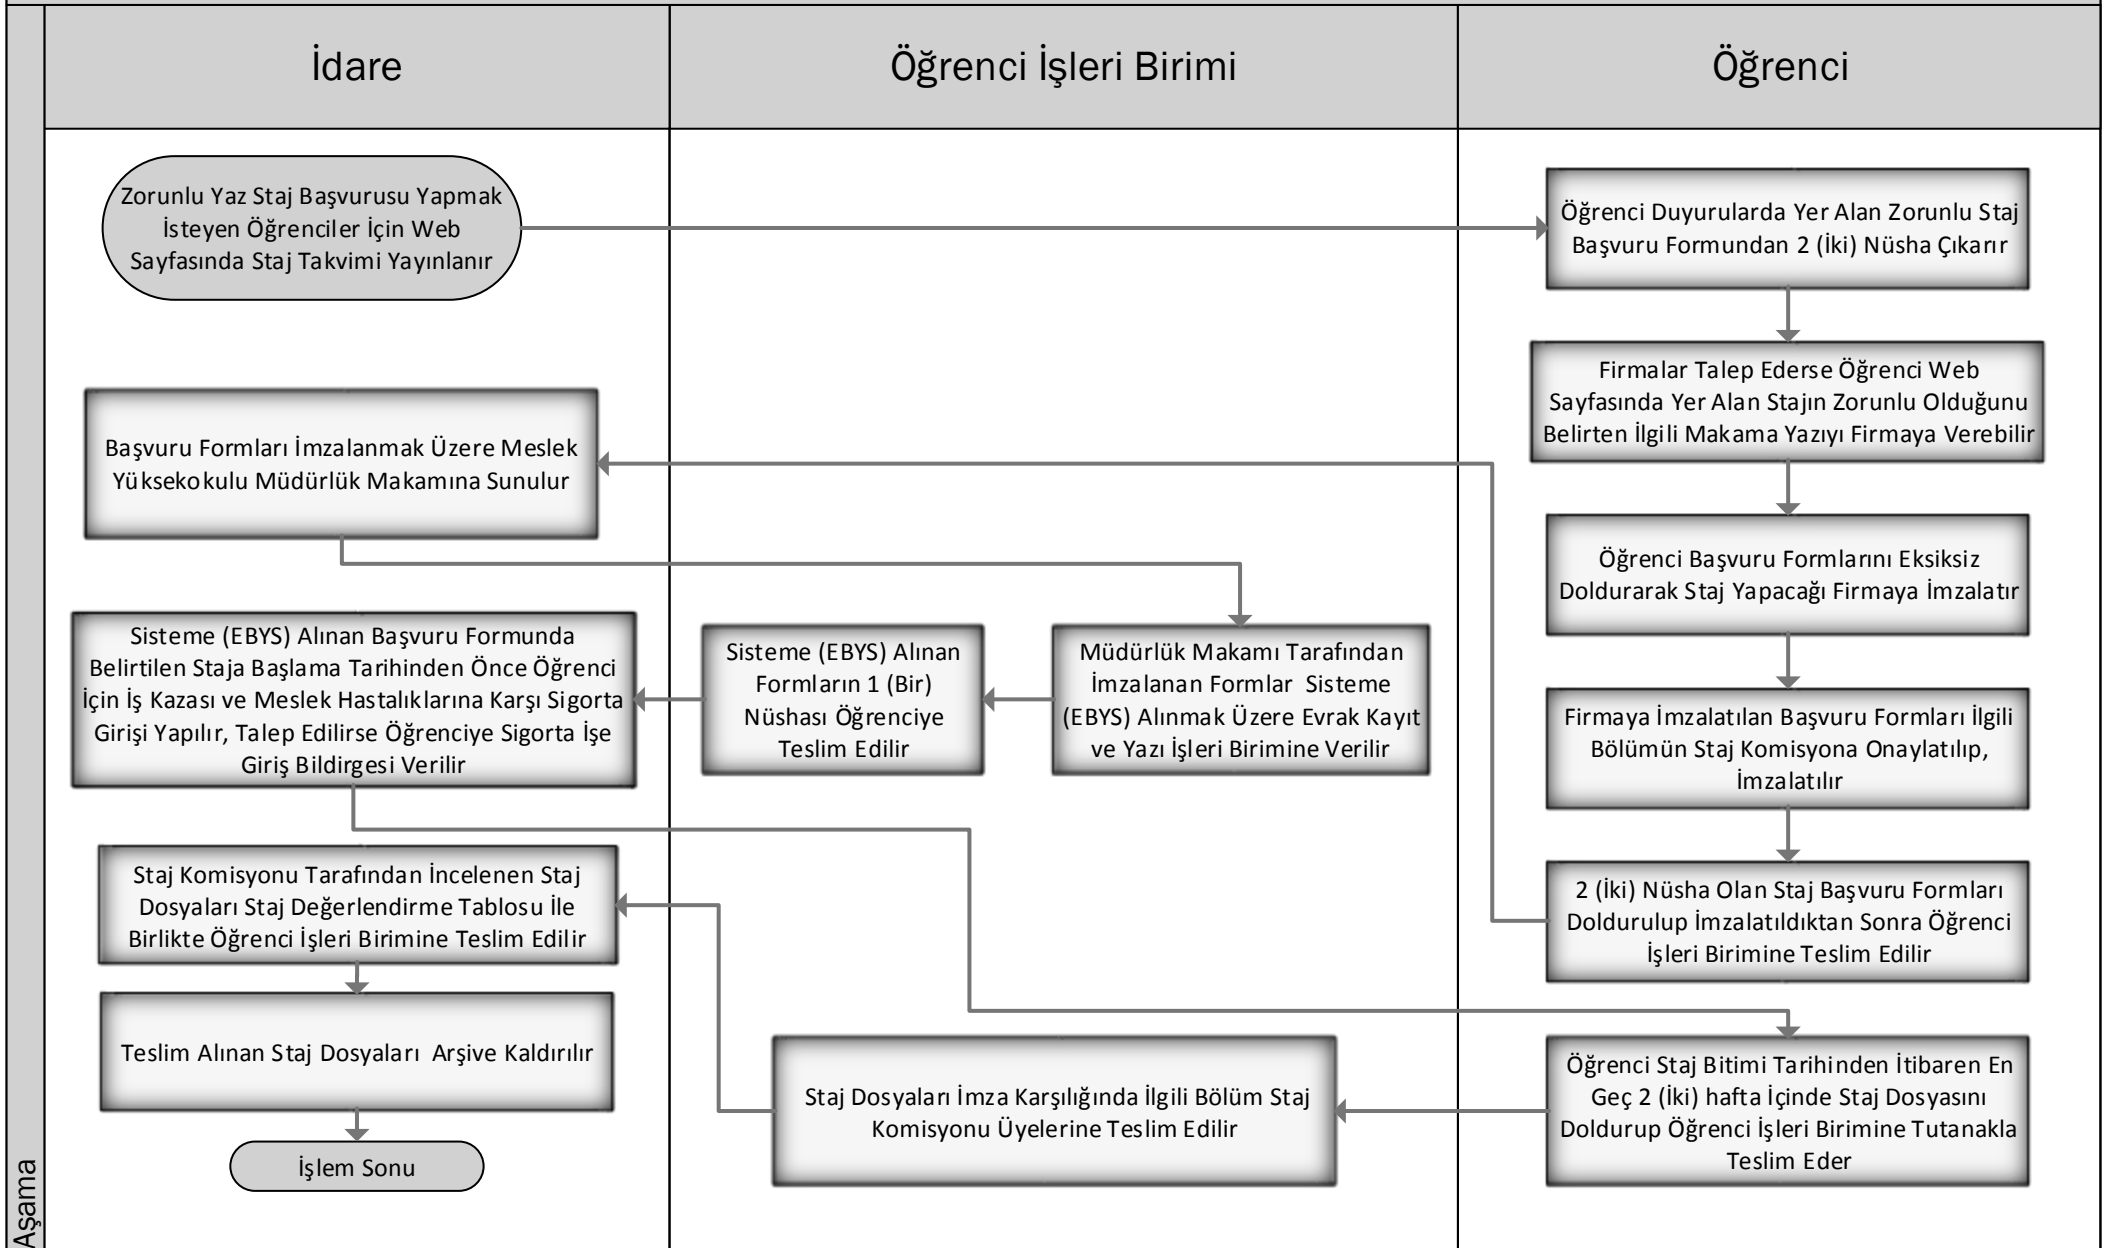 İdare
Öğrenci İşleri Birimi
Öğrenci
Zorunlu Yaz Staj Başvurusu Yapmak
İsteyen Öğrenciler İçin Web
Sayfasında Staj Takvimi Yayınlanır
Öğrenci Duyurularda Yer Alan Zorunlu Staj
Başvuru Formundan 2 (İki) Nüsha Çıkarır
Firmalar Talep Ederse Öğrenci Web
Sayfasında Yer Alan Stajın Zorunlu Olduğunu
Belirten İlgili Makama Yazıyı Firmaya Verebilir
Öğrenci Başvuru Formlarını Eksiksiz
Doldurarak Staj Yapacağı Firmaya İmzalatır
Firmaya İmzalatılan Başvuru Formları İlgili
Bölümün Staj Komisyona Onaylatılıp,
İmzalatılır
2 (İki) Nüsha Olan Staj Başvuru Formları
Doldurulup İmzalatıldıktan Sonra Öğrenci
İşleri Birimine Teslim Edilir
Başvuru Formları İmzalanmak Üzere Meslek
Yüksekokulu Müdürlük Makamına Sunulur
Müdürlük Makamı Tarafından
İmzalanan Formlar Sisteme
(EBYS) Alınmak Üzere Evrak Kayıt
ve Yazı İşleri Birimine Verilir
Sisteme (EBYS) Alınan
Formların 1 (Bir)
Nüshası Öğrenciye
Teslim Edilir
Sisteme (EBYS) Alınan Başvuru Formunda
Belirtilen Staja Başlama Tarihinden Önce Öğrenci
İçin İş Kazası ve Meslek Hastalıklarına Karşı Sigorta
Girişi Yapılır, Talep Edilirse Öğrenciye Sigorta İşe
Giriş Bildirgesi Verilir
Öğrenci Staj Bitimi Tarihinden İtibaren En
Geç 2 (İki) hafta İçinde Staj Dosyasını
Doldurup Öğrenci İşleri Birimine Tutanakla
Teslim Eder
Staj Dosyaları İmza Karşılığında İlgili Bölüm Staj
Komisyonu Üyelerine Teslim Edilir
Staj Komisyonu Tarafından İncelenen Staj
Dosyaları Staj Değerlendirme Tablosu İle
Birlikte Öğrenci İşleri Birimine Teslim Edilir
Teslim Alınan Staj Dosyaları Arşive Kaldırılır
İşlem Sonu
Aşama